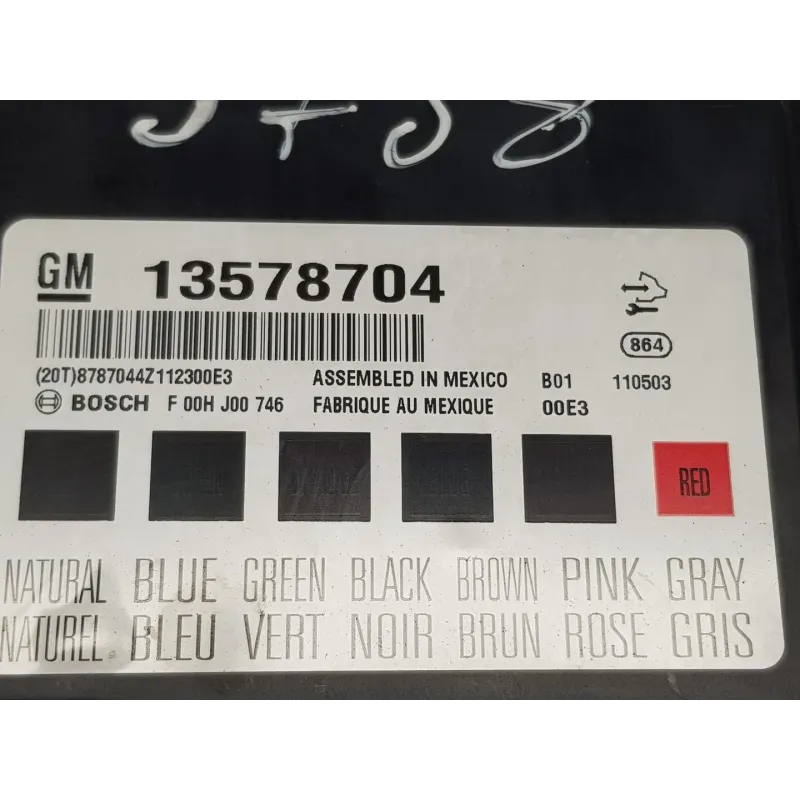 GM 13578704
864
(20T)8787044Z112300E3 ASSEMBLED IN MEXICO B01 110503
BOSCH F 00H J00 746 FABRIQUE AU MEXIQUE 00E3
RED
NATURAL BLUE GREEN BLACK BROWN PINK GRAY
NATUREL BLEU VERT NOIR BRUN ROSE GRIS